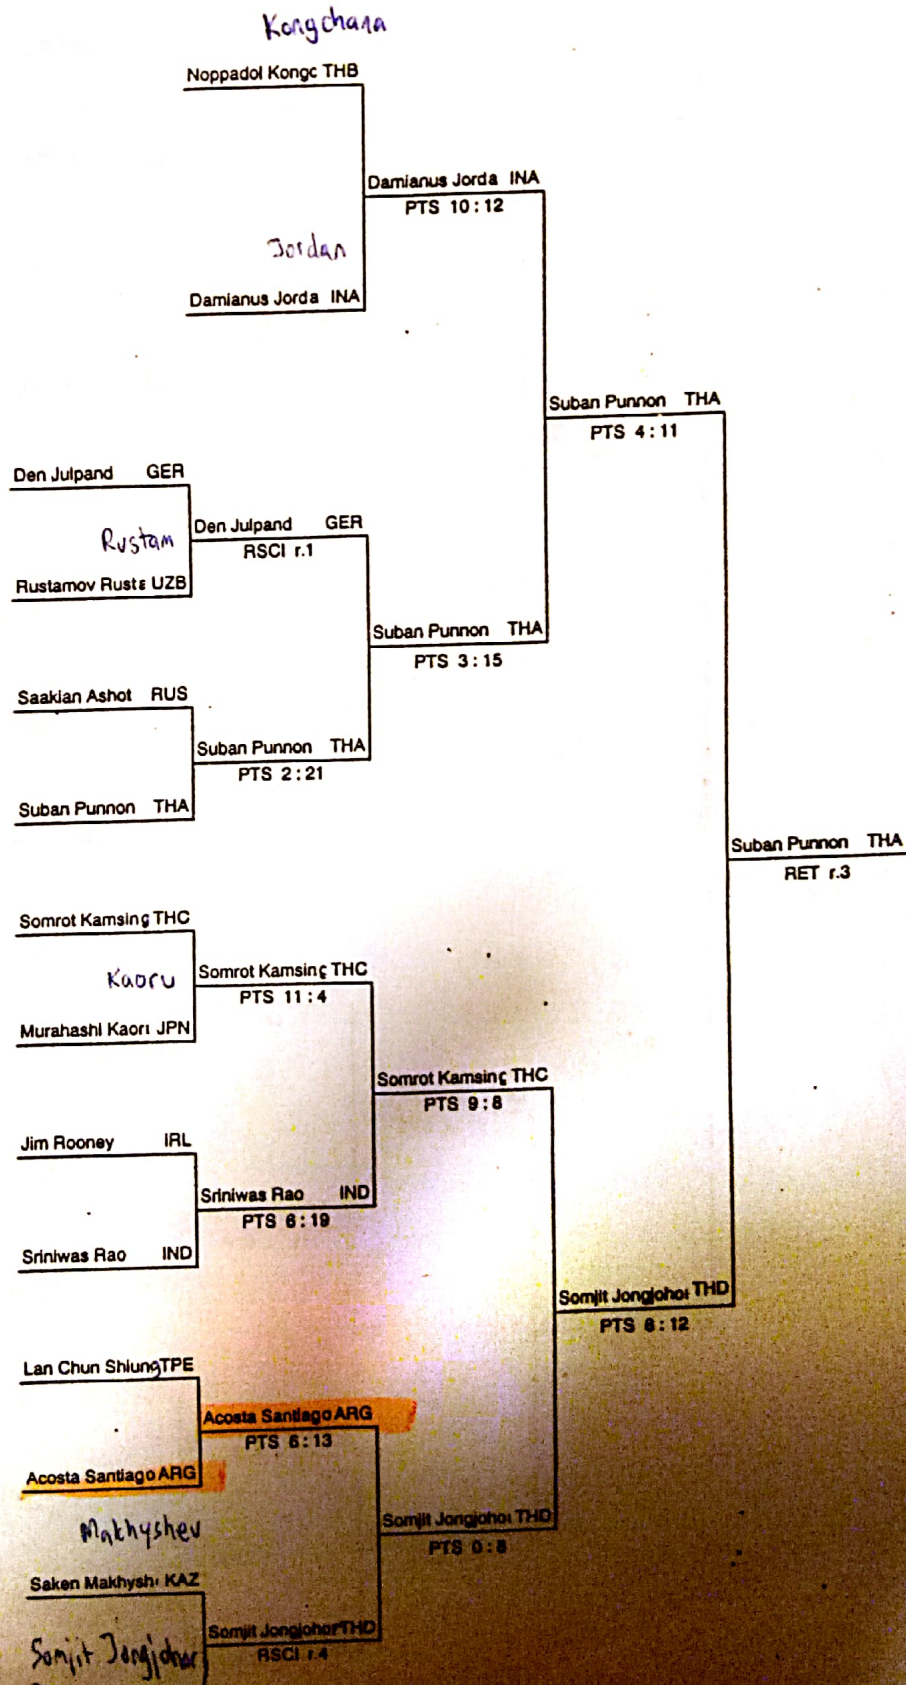 Kongchana
Noppadol Kongc THB
Damianus Jorda INA
PTS 10:12
Jordan
Damianus Jorda INA
Suban Punnon THA
PTS 4:11
Den Julpand GER
Rustam
Den Julpand GER
RSCI r.1
Rustamov Rusta UZB
Suban Punnon THA
PTS 3:15
Saakian Ashot RUS
Suban Punnon THA
PTS 2:21
Suban Punnon THA
Suban Punnon THA
RET r.3
Somrot Kamsing THC
Kaoru
Somrot Kamsing THC
PTS 11:4
Murahashi Kaoru JPN
Somrot Kamsing THC
PTS 9:8
Jim Rooney IRL
Sriniwas Rao IND
PTS 6:19
Sriniwas Rao IND
Somjit Jongjohor THD
PTS 6:12
Lan Chun Shiung TPE
Acosta Santiago ARG
PTS 6:13
Acosta Santiago ARG
Makhyshev
Somjit Jongjohor THD
PTS 0:8
Saken Makhyshe KAZ
Somjit Jongjohor
Somjit Jongjohor THD
RSCI r.4